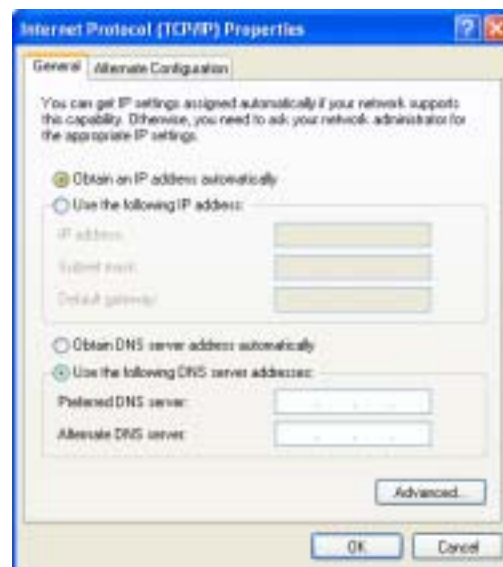 Internet Protocol (TCP/IP) Properties
General
Alternate Configuration
You can get IP settings assigned automatically if your network supports
this capability. Otherwise, you need to ask your network administrator for
the appropriate IP settings.
Obtain an IP address automatically
Use the following IP address:
IP address:
Subnet mask:
Default gateway:
Obtain DNS server address automatically
Use the following DNS server addresses:
Preferred DNS server:
Alternate DNS server:
Advanced...
OK
Cancel